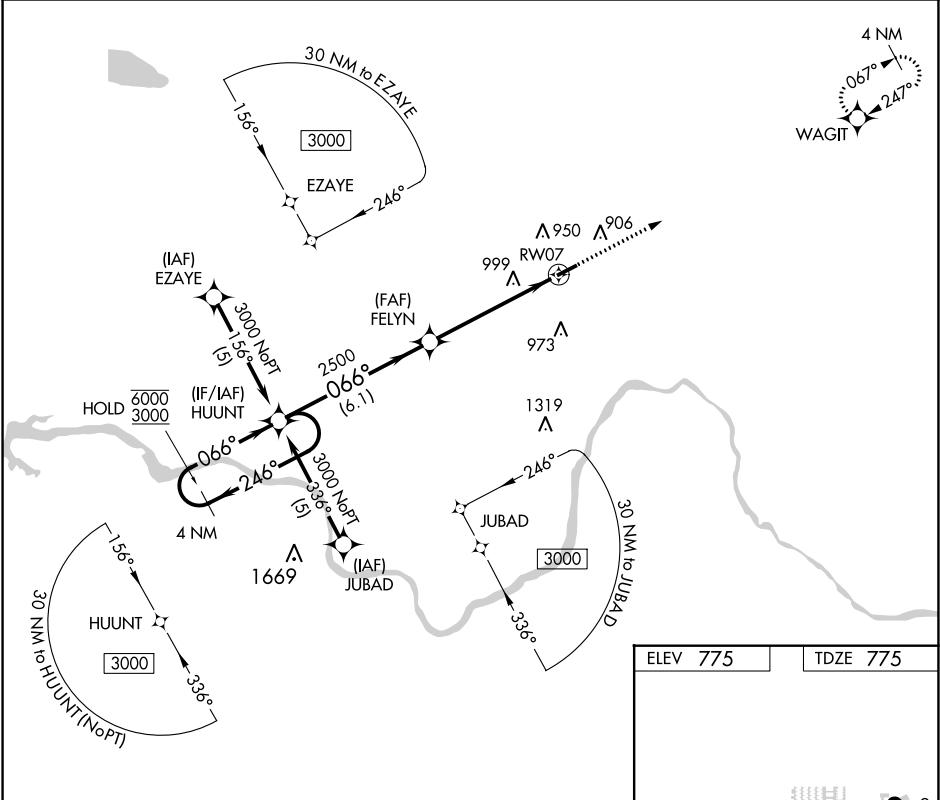 4 NM
067°
247°
WAGIT
30 NM to EZAYE
156°
3000
EZAYE
246°
950
906
RW07
999
(IAF)
EZAYE
3000 NoPT
156°
(5)
(FAF)
FELYN
973
2500
066°
(6.1)
HOLD 6000
3000
(IF/IAF)
HUUNT
1319
066°
246°
3000 NoPT
336°
(5)
4 NM
246°
JUBAD
30 NM to JUBAD
3000
336°
1669
(IAF)
JUBAD
156°
HUUNT
30 NM to HUUNT (NoPT)
3000
336°
ELEV 775
TDZE 775